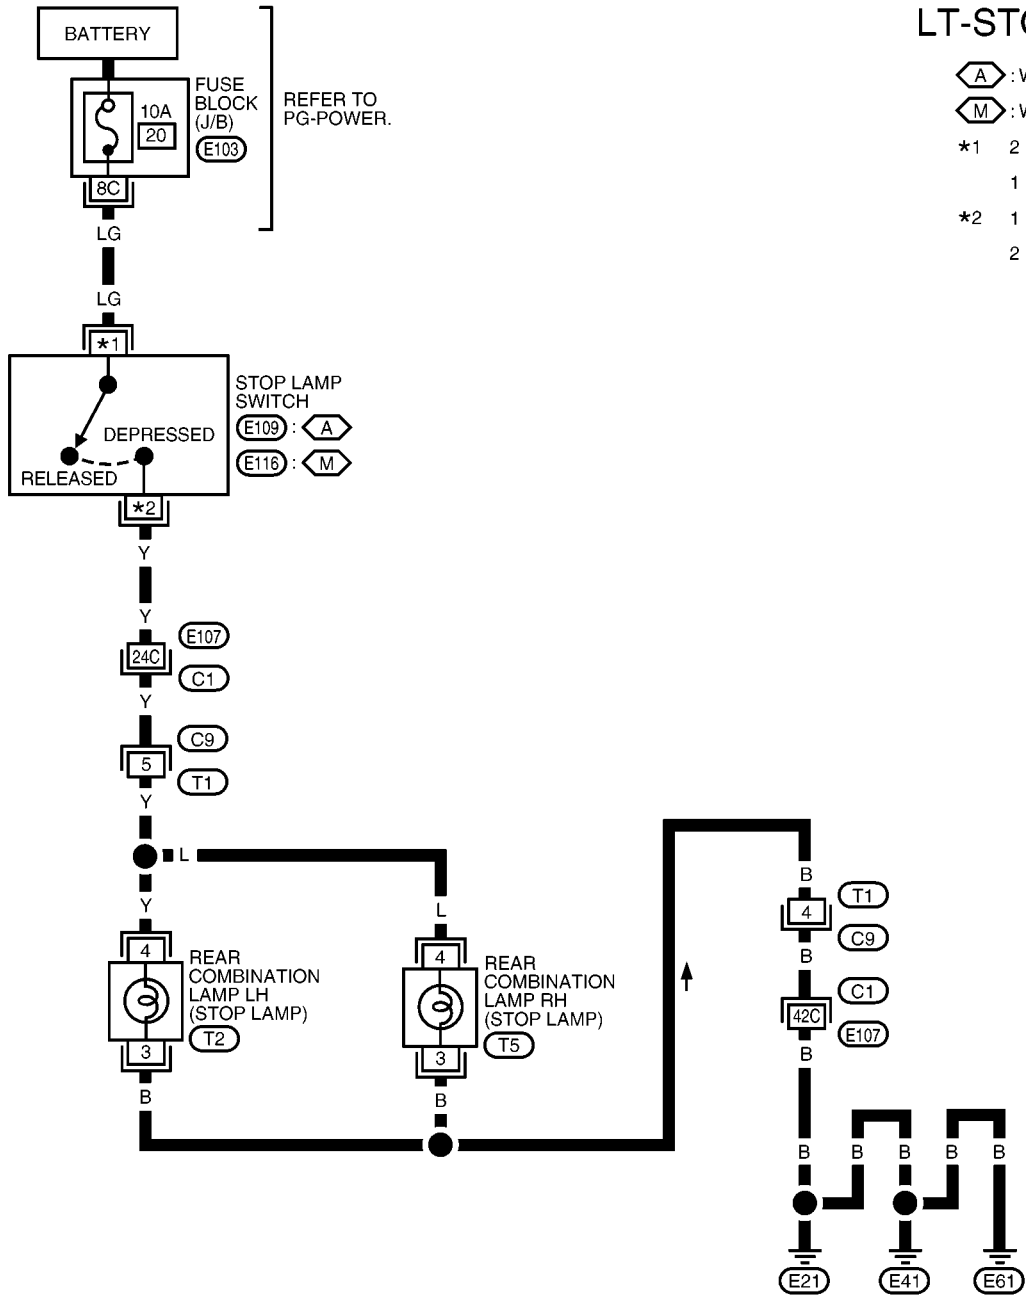 LT-STO
BATTERY
FUSE
BLOCK
(J/B)
E103
10A
20
REFER TO
PG-POWER.
A : W
M : W
*1 2
1
*2 1
2
8C
LG
LG
*1
STOP LAMP
SWITCH
E109 : A
E116 : M
DEPRESSED
RELEASED
*2
Y
Y
E107
24C
C1
Y
C9
5
T1
Y
L
Y
L
4
REAR
COMBINATION
LAMP LH
(STOP LAMP)
T2
3
B
4
REAR
COMBINATION
LAMP RH
(STOP LAMP)
T5
3
B
B
T1
4
C9
B
C1
42C
E107
B
B
B
B
B
B
E21
E41
E61